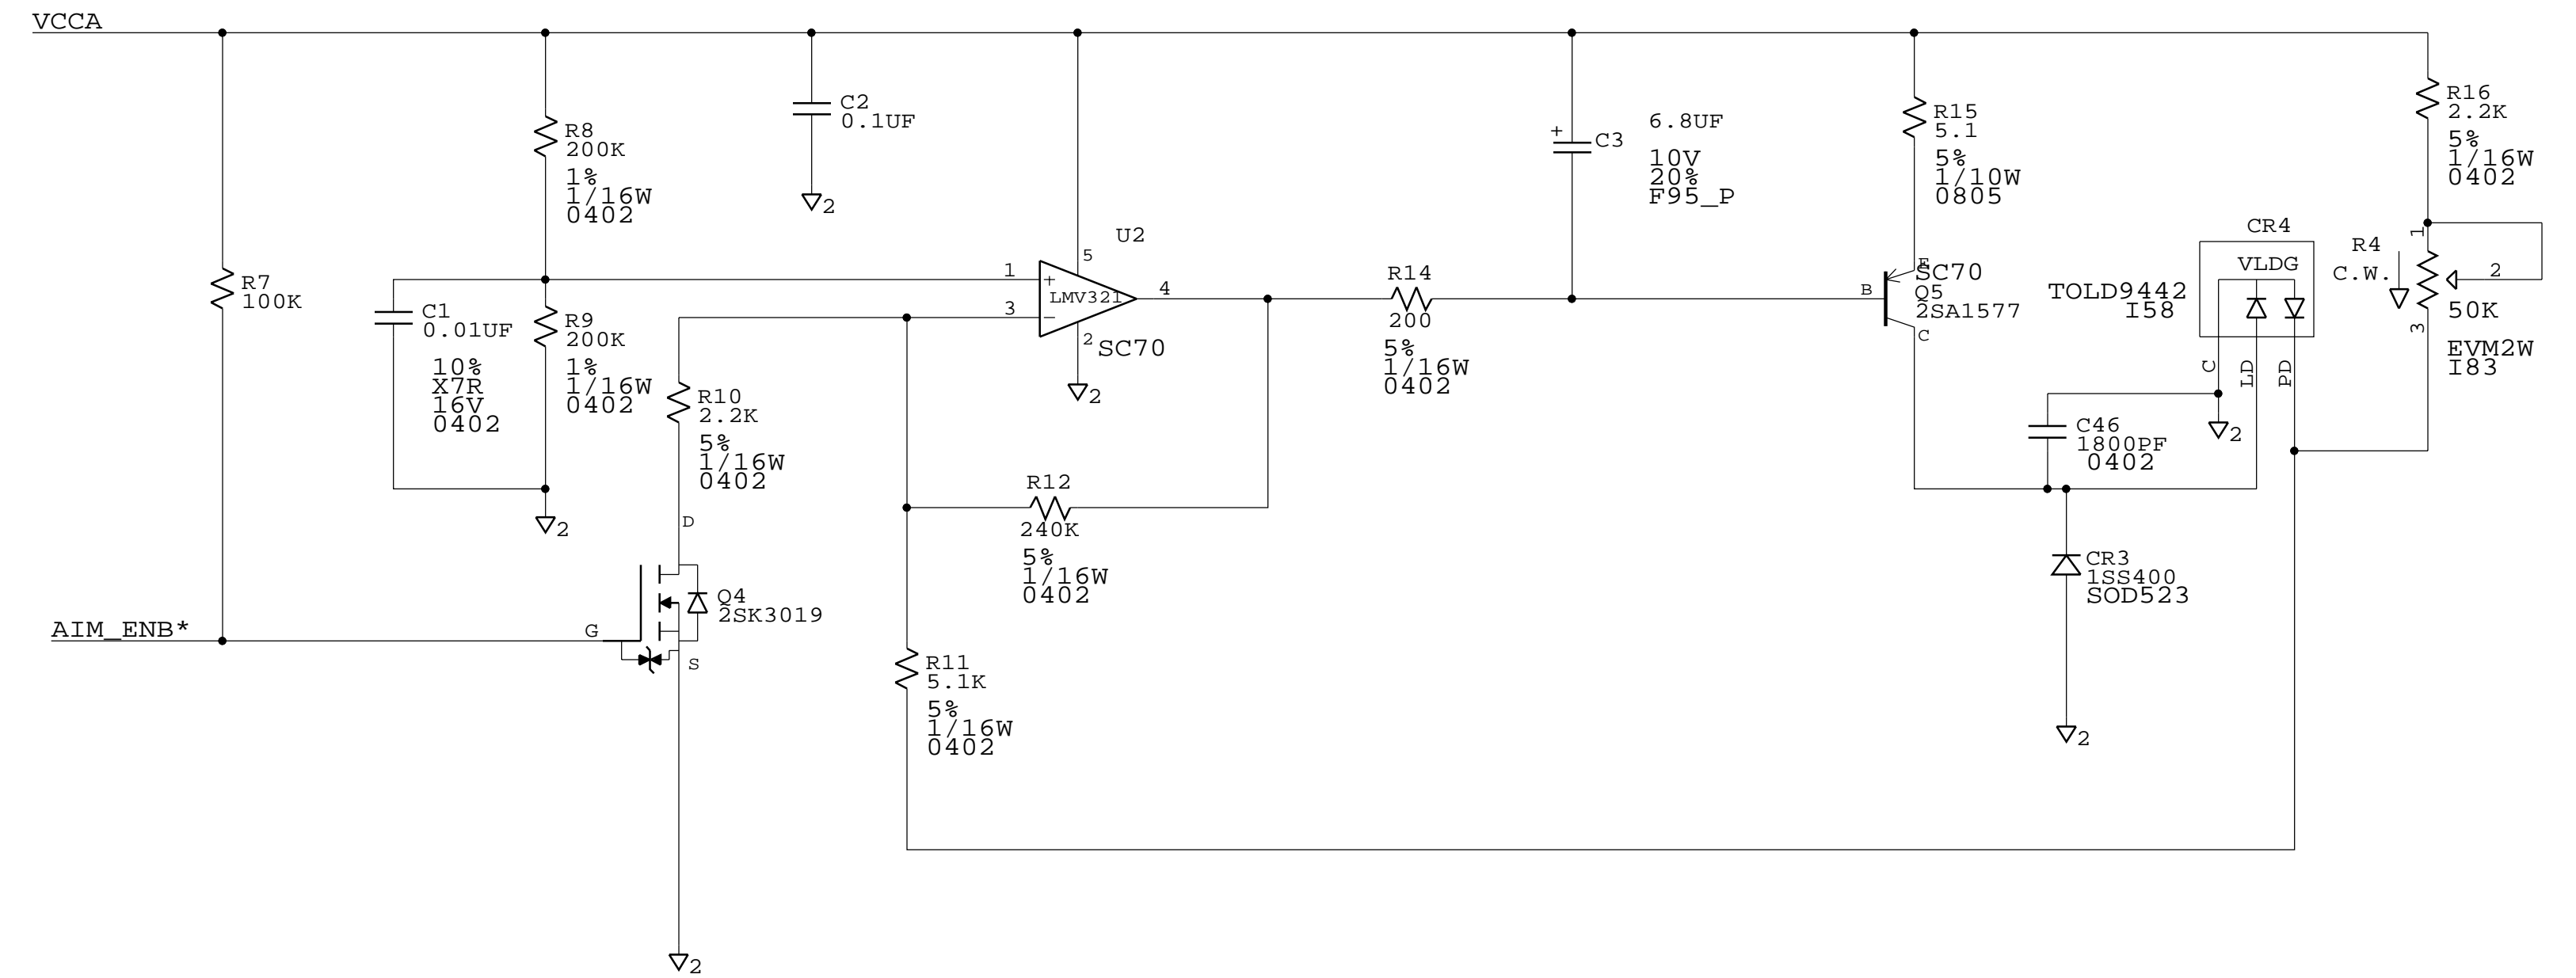 VCCA
R7
100K
AIM_ENB*
R8
200K
1%
1/16W
0402
C1
0.01UF
10%
X7R
16V
0402
R9
200K
1%
1/16W
0402
2
C2
0.1UF
2
R10
2.2K
5%
1/16W
0402
D
G
S
Q4
2SK3019
2
U2
1
3
+
−
LMV321
5
4
2
SC70
2
R12
240K
5%
1/16W
0402
R11
5.1K
5%
1/16W
0402
R14
200
5%
1/16W
0402
+
C3
6.8UF
10V
20%
F95_P
R15
5.1
5%
1/10W
0805
E
B
C
SC70
Q5
2SA1577
CR4
VLDG
TOLD9442
I58
C
LD
PD
2
C46
1800PF
0402
CR3
1SS400
SOD523
2
R16
2.2K
5%
1/16W
0402
R4
C.W.
1
2
3
50K
EVM2W
I83